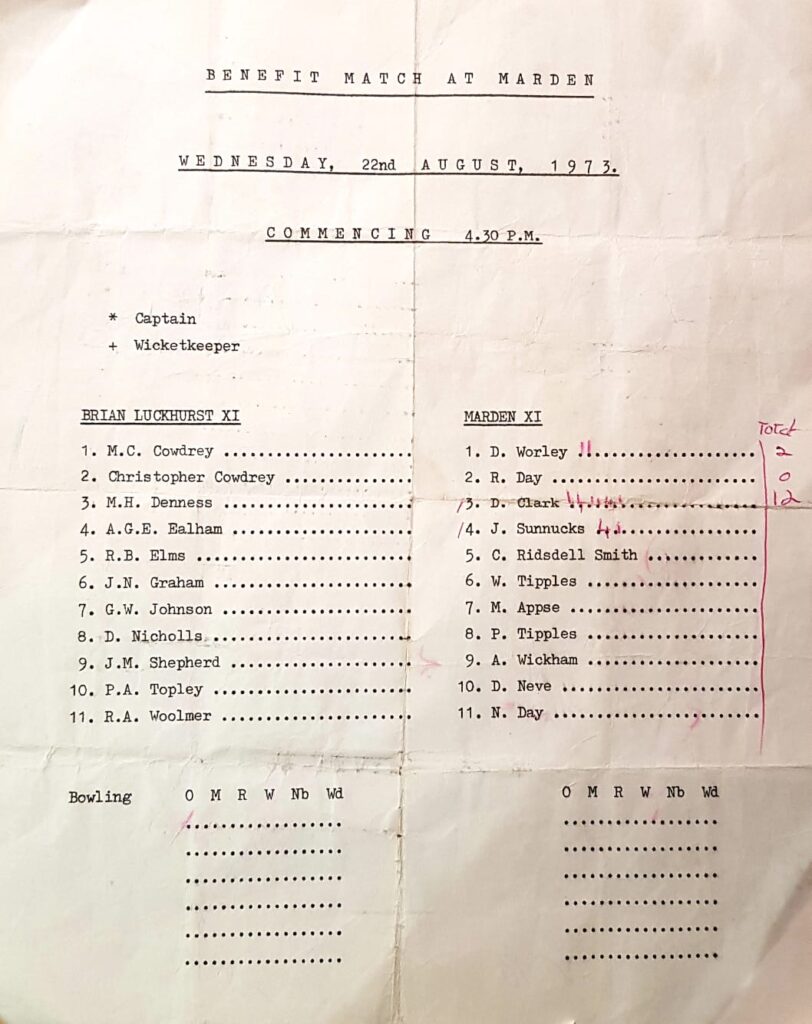 BENEFIT MATCH AT MARDEN
WEDNESDAY, 22nd AUGUST, 1973.
COMMENCING 4.30 P.M.
* Captain
+ Wicketkeeper
BRIAN LUCKHURST XI
1. M.C. Cowdrey ......................
2. Christopher Cowdrey ...............
3. M.H. Denness ......................
4. A.G.E. Ealham .....................
5. R.B. Elms .........................
6. J.N. Graham .......................
7. G.W. Johnson ......................
8. D. Nicholls .......................
9. J.M. Shepherd .....................
10. P.A. Topley .......................
11. R.A. Woolmer ......................
MARDEN XI
Total
1. D. Worley 11 ................... 2
2. R. Day ........................ 0
3. D. Clark ...................... 12
4. J. Sunnucks ....................
5. C. Ridsdell Smith .............
6. W. Tipples ....................
7. M. Appse ......................
8. P. Tipples ....................
9. A. Wickham ....................
10. D. Neve .......................
11. N. Day ........................
Bowling O M R W Nb Wd
..................
..................
..................
..................
..................
..................
O M R W Nb Wd
..................
..................
..................
..................
..................
..................